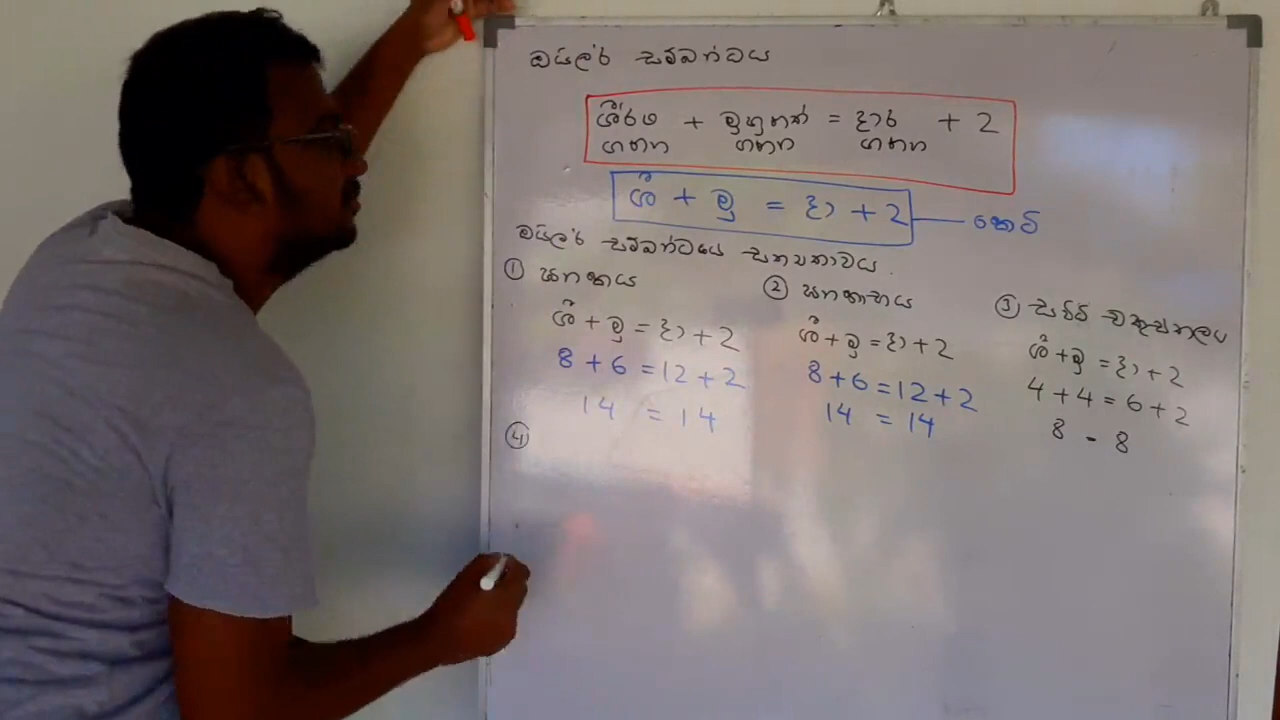 ඔයිලර් සම්බන්ධය
ශීර්ෂ + මුහුණත් = දාර + 2
ගණන ගණන ගණන
ශී + මු = දා + 2 — කෙටි
ඔයිලර් සම්බන්ධයේ සත්‍යතාවය.
① ඝනකය
ශී + මු = දා + 2
8 + 6 = 12 + 2
14 = 14
② ඝනකාභය
ශී + මු = දා + 2
8 + 6 = 12 + 2
14 = 14
③ සවිධි චතුස්තලය
ශී + මු = දා + 2
4 + 4 = 6 + 2
8 - 8
④